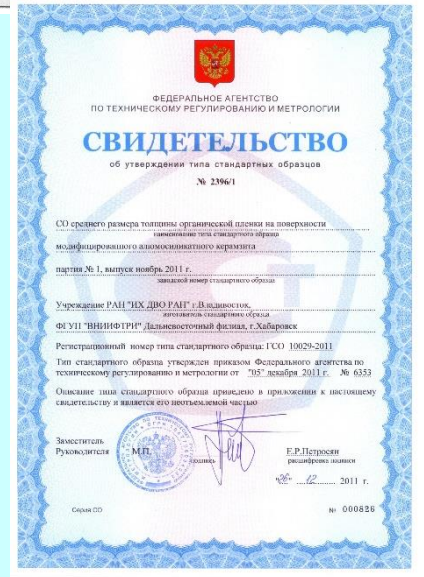 ФЕДЕРАЛЬНОЕ АГЕНТСТВО
ПО ТЕХНИЧЕСКОМУ РЕГУЛИРОВАНИЮ И МЕТРОЛОГИИ
СВИДЕТЕЛЬСТВО
об утверждении типа стандартных образцов
№ 2396/1
СО среднего размера толщины органической пленки на поверхности
наименование типа стандартного образца
модифицированного алюмосиликатного керамзита
партия № 1, выпуск ноябрь 2011 г.
заводской номер стандартного образца
Учреждение РАН "ИХ ДВО РАН" г.Владивосток,
изготовитель стандартного образца
ФГУП "ВНИИФТРИ" Дальневосточный филиал, г.Хабаровск
Регистрационный номер типа стандартного образца: ГСО 10029-2011
Тип стандартного образца утвержден приказом Федерального агентства по
техническому регулированию и метрологии от "05" декабря 2011 г. № 6353
Описание типа стандартного образца приведено в приложении к настоящему
свидетельству и является его неотъемлемой частью
Заместитель
Руководителя М.П. Е.Р.Петросян
подпись расшифровка подписи
"26" 12 2011 г.
Серия СО № 000826